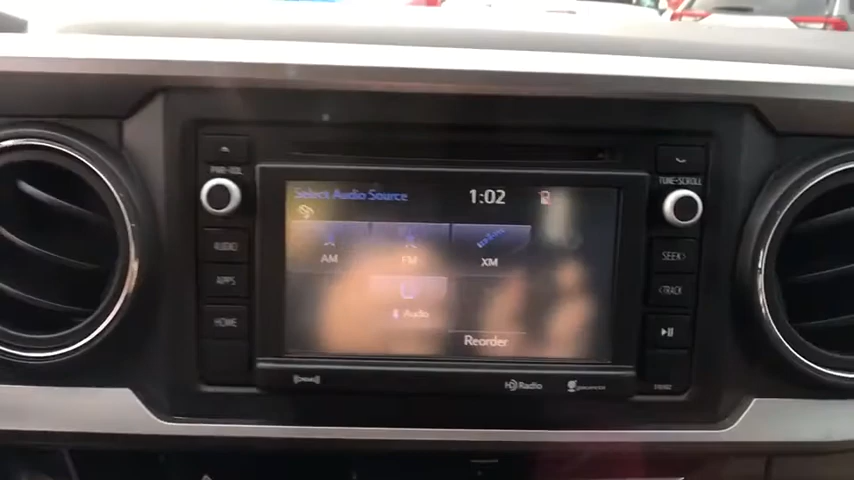 PWR·VOL
TUNE·SCROLL
Select Audio Source
1:02
AUDIO
SEEK›
AM
FM
XM
APPS
‹TRACK
Audio
HOME
Reorder
HD Radio